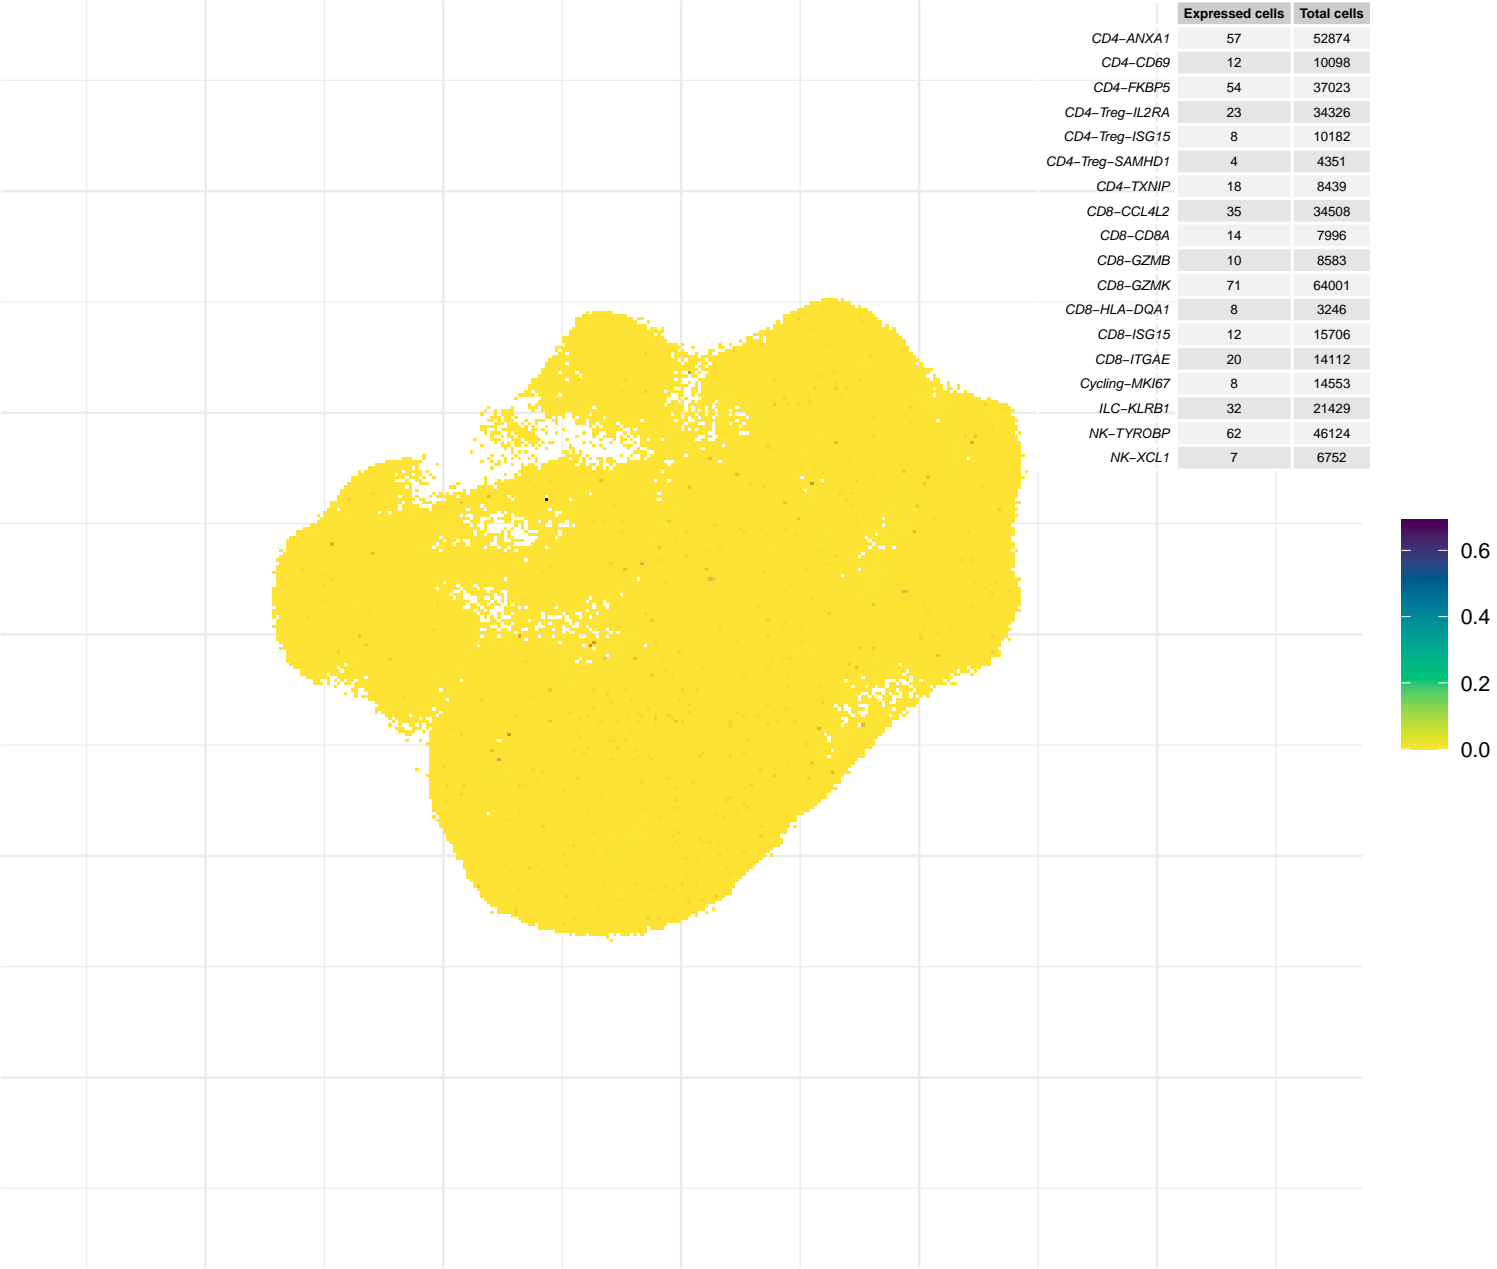 Expressed cells Total cells
CD4−ANXA1 57 52874
CD4−CD69 12 10098
CD4−FKBP5 54 37023
CD4−Treg−IL2RA 23 34326
CD4−Treg−ISG15 8 10182
CD4−Treg−SAMHD1 4 4351
CD4−TXNIP 18 8439
CD8−CCL4L2 35 34508
CD8−CD8A 14 7996
CD8−GZMB 10 8583
CD8−GZMK 71 64001
CD8−HLA−DQA1 8 3246
CD8−ISG15 12 15706
CD8−ITGAE 20 14112
Cycling−MKI67 8 14553
ILC−KLRB1 32 21429
NK−TYROBP 62 46124
NK−XCL1 7 6752
0.6
0.4
0.2
0.0